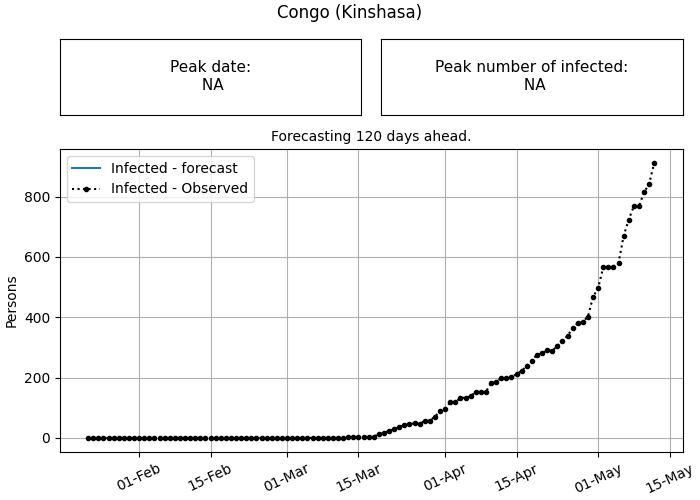 Congo (Kinshasa)
Peak date:
NA
Peak number of infected:
NA
Forecasting 120 days ahead.
Infected - forecast
Infected - Observed
800
600
400
200
0
Persons
01-Feb
15-Feb
01-Mar
15-Mar
01-Apr
15-Apr
01-May
15-May